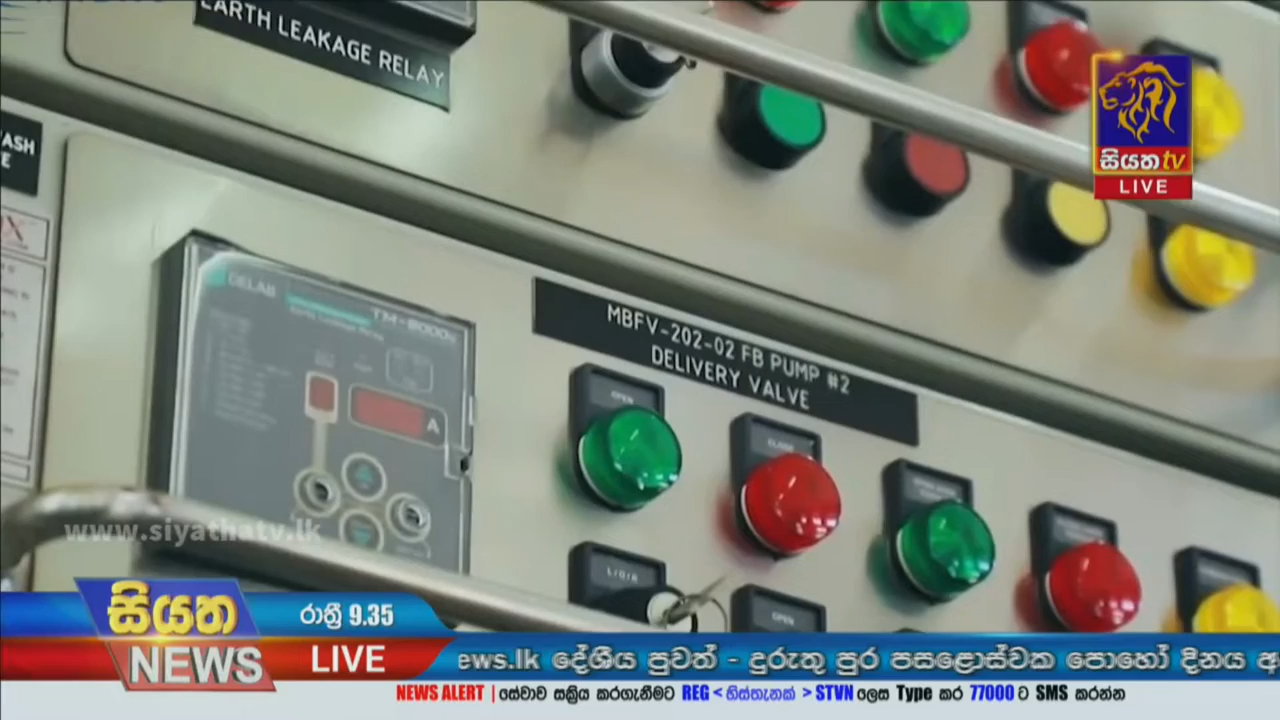 EARTH LEAKAGE RELAY
ASH
සියත tv
LIVE
DELAB
TM-8000
MBFV-202-02 FB PUMP #2
DELIVERY VALVE
OPEN
A
www.siyathatv.lk
OPEN
සියත
රාත්‍රී 9.35
NEWS
LIVE
ews.lk දේශීය පුවත් - දුරුතු පුර පසළොස්වක පොහෝ දිනය අ
NEWS ALERT | සේවාව සක්‍රිය කරගැනීමට REG < හිස්තැනක් > STVN ලෙස Type කර 77000 ට SMS කරන්න